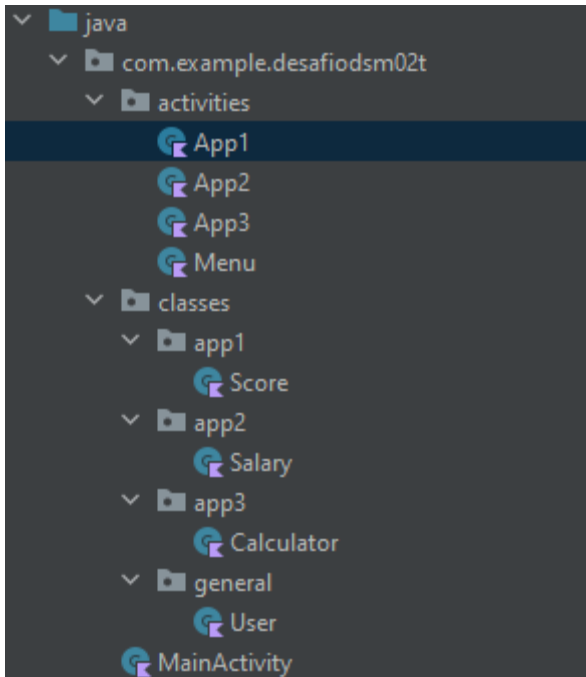 java
com.example.desafiodsm02t
activities
App1
App2
App3
Menu
classes
app1
Score
app2
Salary
app3
Calculator
general
User
MainActivity